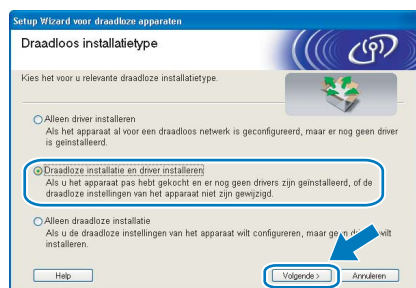 Setup Wizard voor draadloze apparaten
Draadloos installatietype
Kies het voor u relevante draadloze installatietype.
Alleen driver installeren
Als het apparaat al voor een draadloos netwerk is geconfigureerd, maar er nog geen driver
is geïnstalleerd.
Draadloze installatie en driver installeren
Als u het apparaat pas hebt gekocht en er nog geen drivers zijn geïnstalleerd, of de
draadloze instellingen van het apparaat niet zijn gewijzigd.
Alleen draadloze installatie
Als u de draadloze instellingen van het apparaat wilt configureren, maar wilt
installeren.
Help
Volgende >
Annuleren